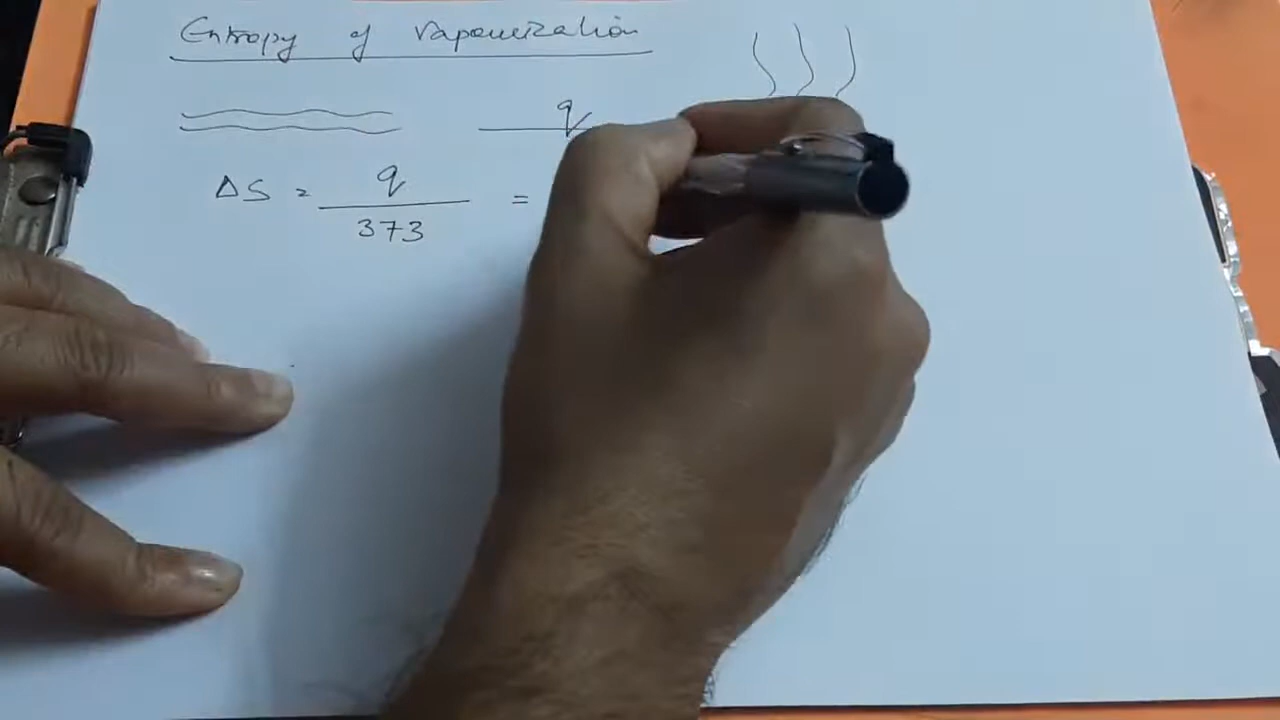 Entropy of Vapourization
q
ΔS = q / 373 =